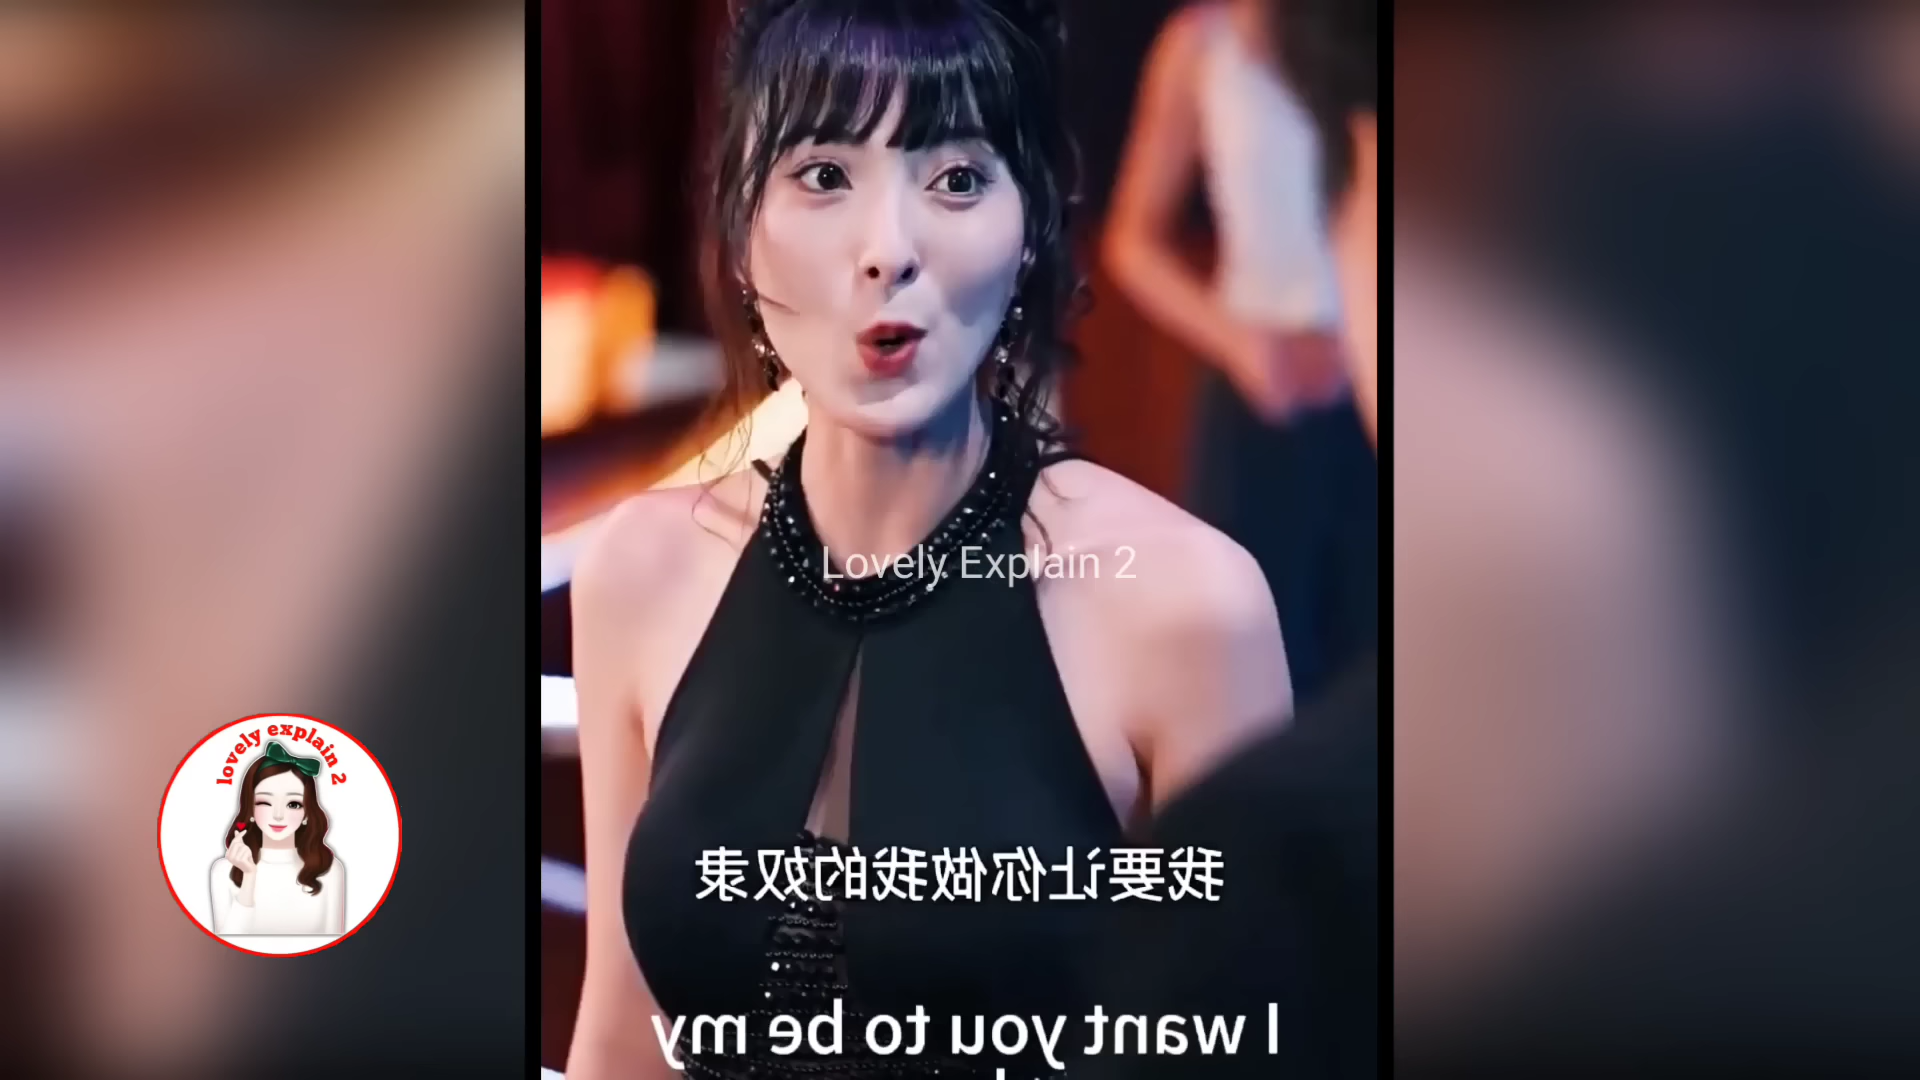 Lovely Explain 2
lovely explain 2
我要让你做我的奴隶
I want you to be my